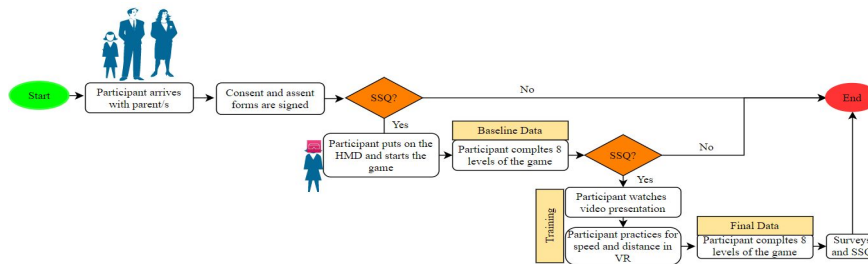 Start
Participant arrives
with parent/s
Consent and assent
forms are signed
SSQ?
No
End
Yes
Participant puts on the
HMD and starts the
game
Baseline Data
Participant compltes 8
levels of the game
SSQ?
No
Yes
Training
Participant watches
video presentation
Participant practices for
speed and distance in
VR
Final Data
Participant compltes 8
levels of the game
Surveys
and SSQ